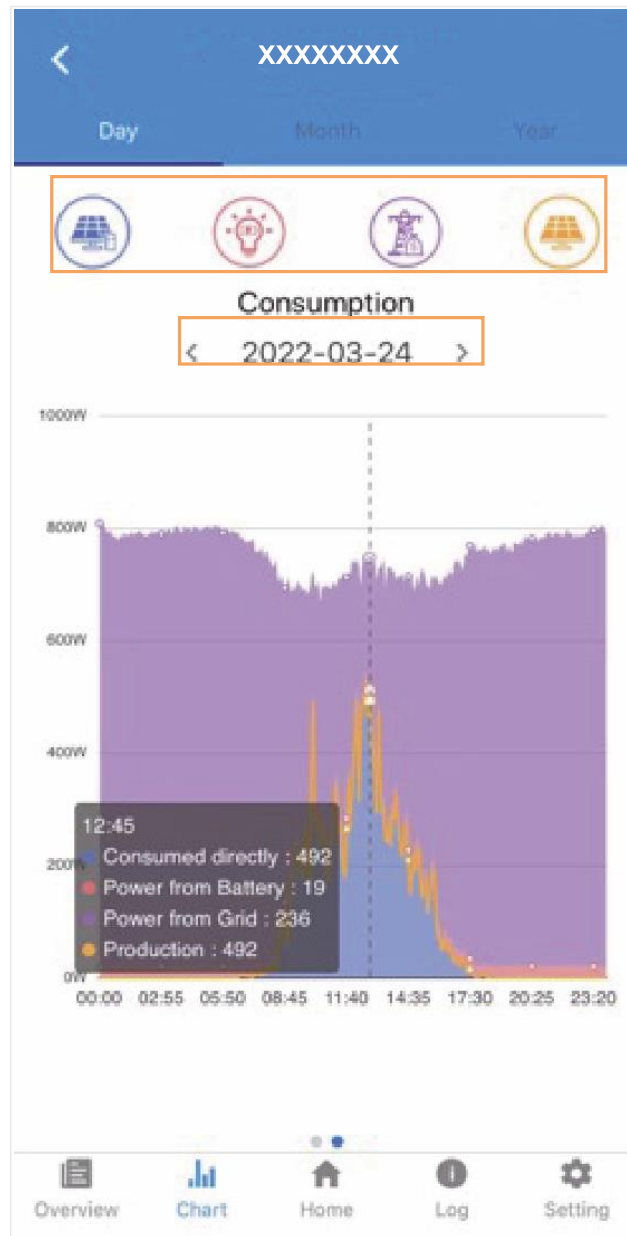 XXXXXXXX
Day Month Year
Consumption
< 2022-03-24 >
1000W
800W
600W
400W
200W
0W
12:45
Consumed directly : 492
Power from Battery : 19
Power from Grid : 236
Production : 492
00:00 02:55 05:50 08:45 11:40 14:35 17:30 20:25 23:20
Overview Chart Home Log Setting